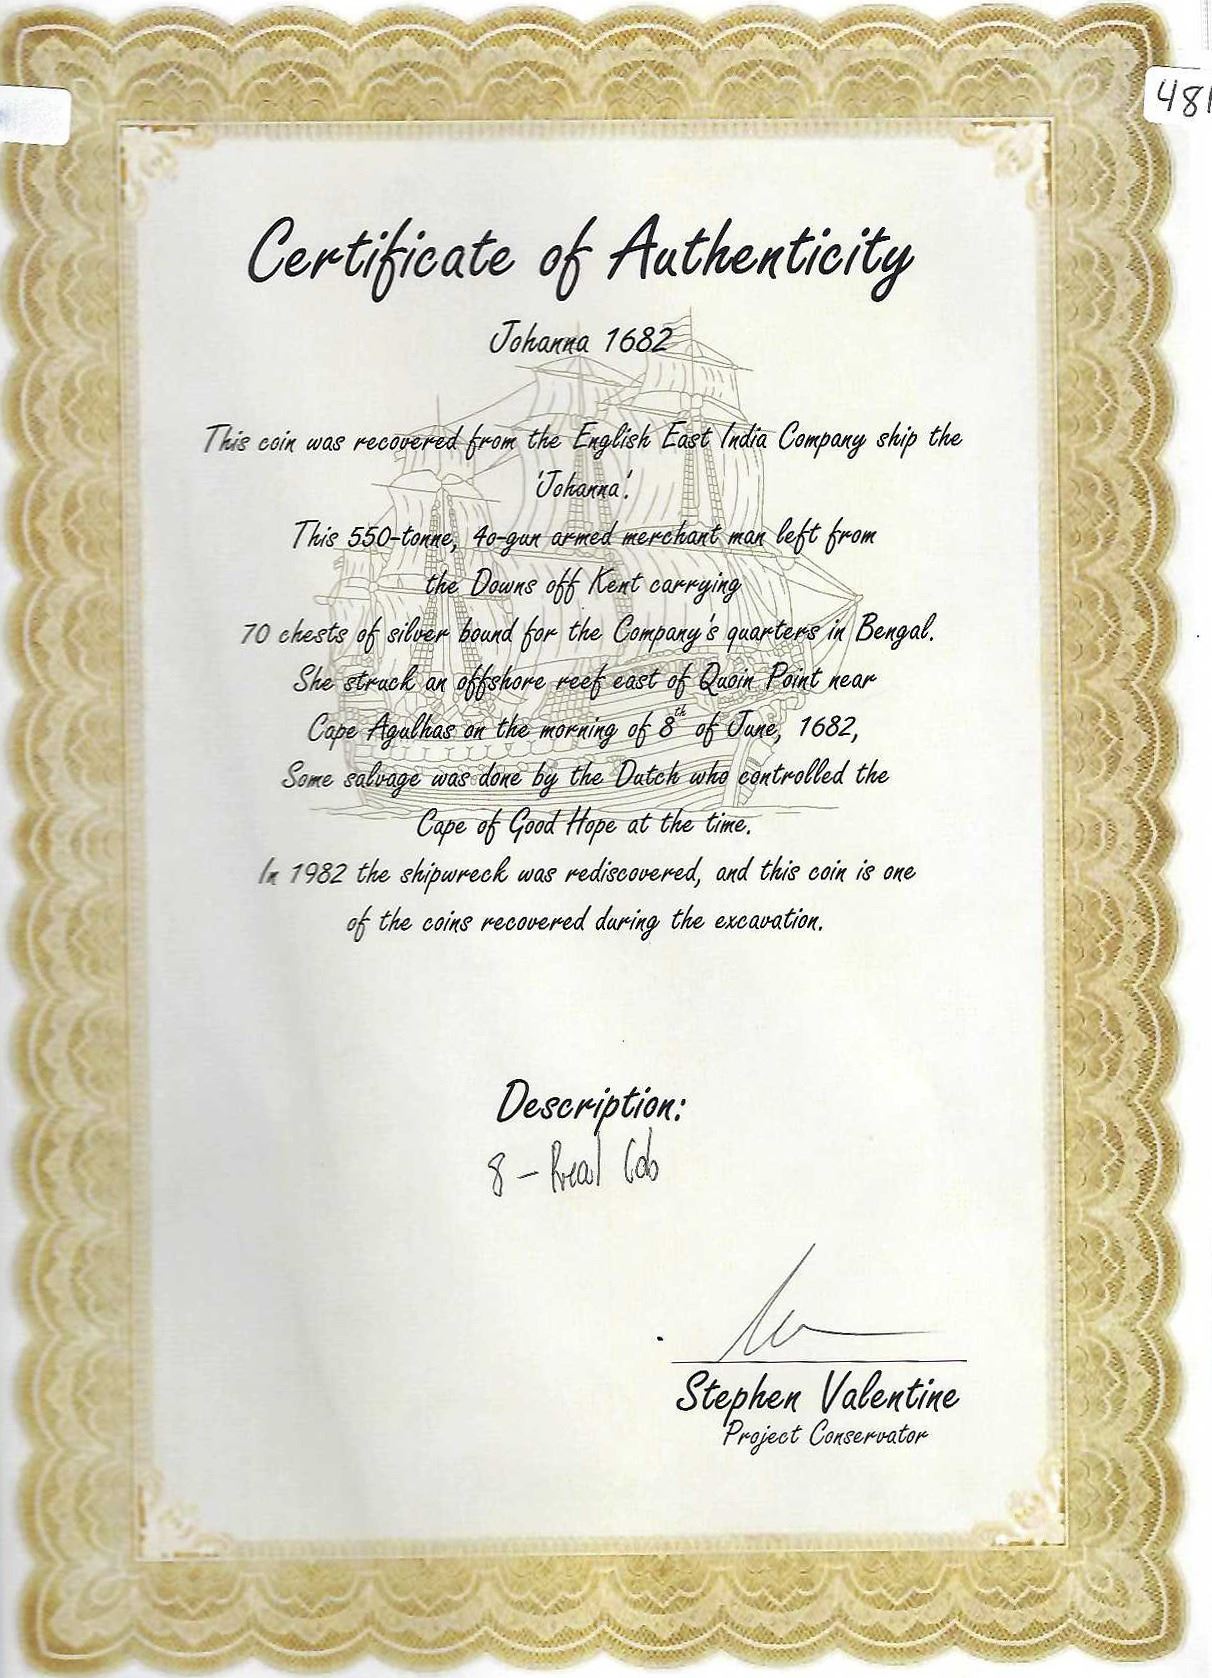 481
Certificate of Authenticity
Johanna 1682
This coin was recovered from the English East India Company ship the
'Johanna'.
This 550-tonne, 40-gun armed merchant man left from
the Downs off Kent carrying
70 chests of silver bound for the Company's quarters in Bengal.
She struck an offshore reef east of Quoin Point near
Cape Agulhas on the morning of 8th of June, 1682,
Some salvage was done by the Dutch who controlled the
Cape of Good Hope at the time.
In 1982 the shipwreck was rediscovered, and this coin is one
of the coins recovered during the excavation.
Description:
8 - Real Cob
Stephen Valentine
Project Conservator